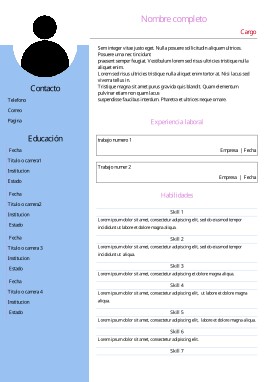 Nombre completo
Cargo
Sem integer vitae justo eget. Nulla posuere sollicitudin aliquam ultrices.
Posuere urna nec tincidunt
praesent semper feugiat. Vestibulum lorem sed risus ultricies tristique nulla
aliquet enim.
Lorem sed risus ultricies tristique nulla aliquet enim tortor at. Nisi lacus sed
viverra tellus in.
Tristique magna sit amet purus gravida quis blandit. Quam elementum
pulvinar etiam non quam lacus
suspendisse faucibus interdum. Pharetra et ultrices neque ornare
Contacto
Telefono
Correo
Pagina
Educación
Fecha
Titulo o carrera1
Institucion
Estado
Fecha
Titulo o carrera2
Institucion
Estado
Fecha
Titulo o carrera 3
Institucion
Estado
Fecha
Titulo o carrera 4
Institucion
Estado
Experiencia laboral
trabajo numero 1
Empresa | Fecha
Trabajo numer 2
Empresa | Fecha
Habilidades
Skill 1
Lorem ipsum dolor sit amet, consectetur adipiscing elit, sed do eiusmod tempor
incididunt ut labore et dolore magna aliqua.
Skill 2
Lorem ipsum dolor sit amet, consectetur adipiscing elit, sed do eiusmod tempor
incididunt ut aliqua.
Skill 3
Lorem ipsum dolor sit amet, consectetur adipiscing et dolore magna aliqua.
Skill 4
Lorem ipsum dolor sit amet, consectetur adipiscing elit, ut labore et dolore magna
aliqua.
Skill 5
Lorem ipsum dolor sit amet, consectetur adipiscing elit, labore et dolore magna aliqua.
Skill 6
Lorem ipsum dolor sit amet, consectetur adipiscing elit.
Skill 7